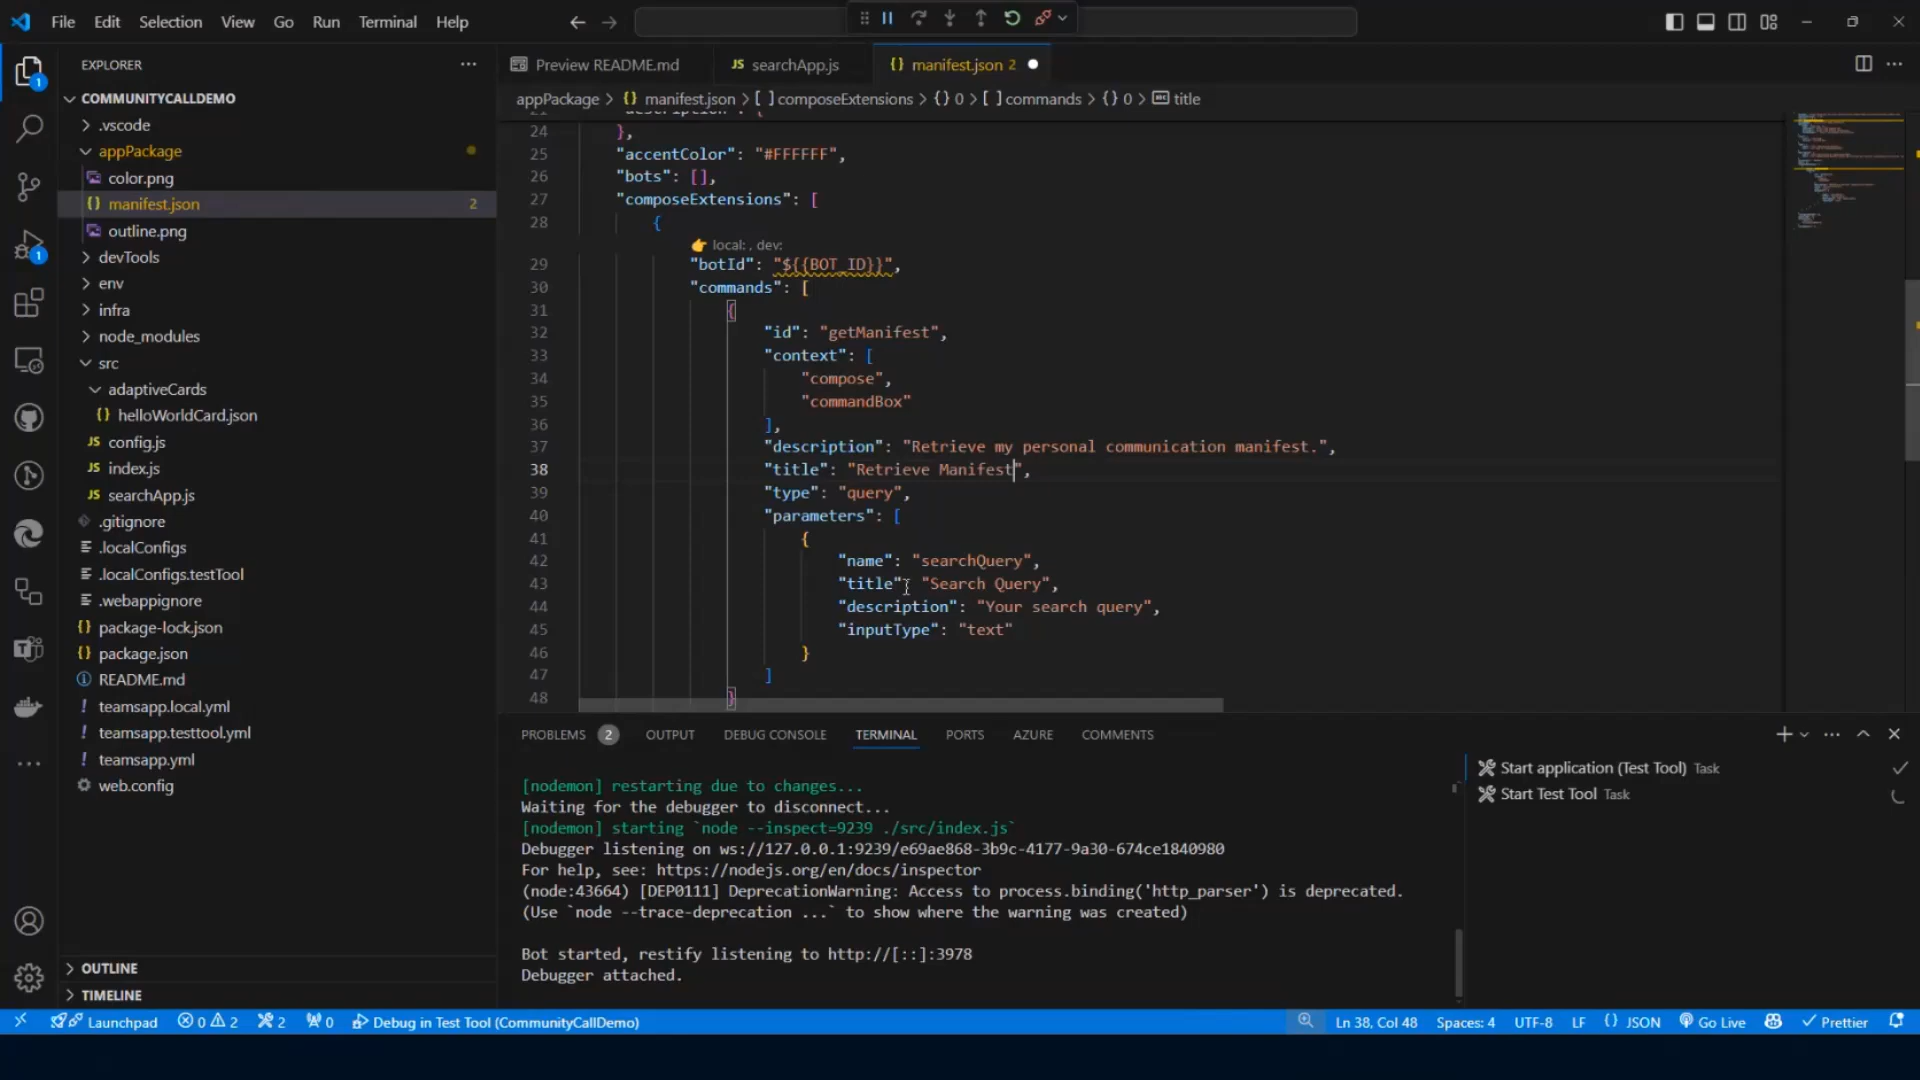 File Edit Selection View Go Run Terminal Help
EXPLORER
COMMUNITYCALLDEMO
.vscode
appPackage
color.png
manifest.json 2
outline.png
devTools
env
infra
node_modules
src
adaptiveCards
helloWorldCard.json
JS config.js
JS index.js
JS searchApp.js
.gitignore
.localConfigs
.localConfigs.testTool
.webappignore
package-lock.json
package.json
README.md
teamsapp.local.yml
teamsapp.testtool.yml
teamsapp.yml
web.config
OUTLINE
TIMELINE
Preview README.md JS searchApp.js {} manifest.json 2
appPackage > {} manifest.json > [ ] composeExtensions > {} 0 > [ ] commands > {} 0 > title
24 },
25 "accentColor": "#FFFFFF",
26 "bots": [],
27 "composeExtensions": [
28 {
local: , dev:
29 "botId": "${{BOT_ID}}",
30 "commands": [
31 {
32 "id": "getManifest",
33 "context": [
34 "compose",
35 "commandBox"
36 ],
37 "description": "Retrieve my personal communication manifest.",
38 "title": "Retrieve Manifest",
39 "type": "query",
40 "parameters": [
41 {
42 "name": "searchQuery",
43 "title": "Search Query",
44 "description": "Your search query",
45 "inputType": "text"
46 }
47 ]
48 }
PROBLEMS 2 OUTPUT DEBUG CONSOLE TERMINAL PORTS AZURE COMMENTS
[nodemon] restarting due to changes...
Waiting for the debugger to disconnect...
[nodemon] starting `node --inspect=9239 ./src/index.js`
Debugger listening on ws://127.0.0.1:9239/e69ae868-3b9c-4177-9a30-674ce1840980
For help, see: https://nodejs.org/en/docs/inspector
(node:43664) [DEP0111] DeprecationWarning: Access to process.binding('http_parser') is deprecated.
(Use `node --trace-deprecation ...` to show where the warning was created)
Bot started, restify listening to http://[::]:3978
Debugger attached.
Start application (Test Tool) Task
Start Test Tool Task
Launchpad 0 2 2 0 Debug in Test Tool (CommunityCallDemo) Ln 38, Col 48 Spaces: 4 UTF-8 LF {} JSON Go Live Prettier